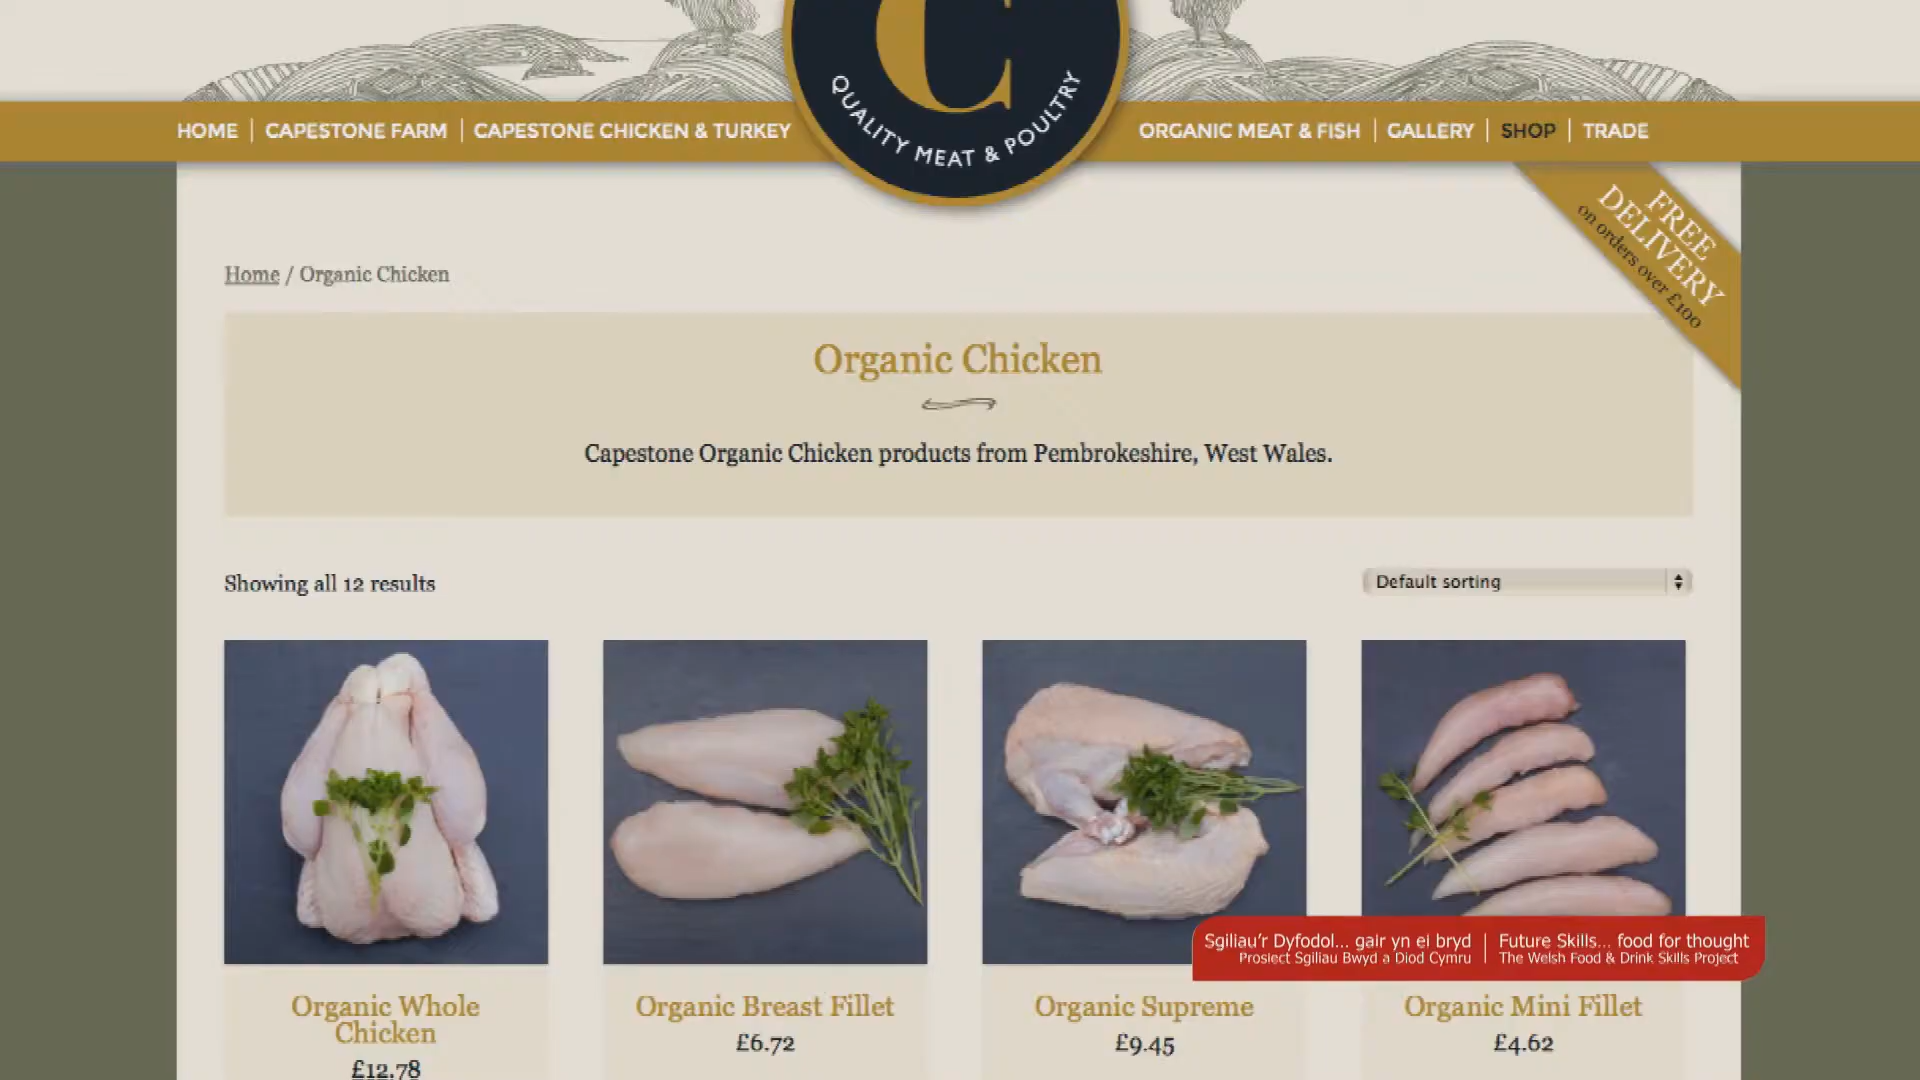 C
QUALITY MEAT & POULTRY
HOME
CAPESTONE FARM
CAPESTONE CHICKEN & TURKEY
ORGANIC MEAT & FISH
GALLERY
SHOP
TRADE
FREE
DELIVERY
on orders over £100
Home / Organic Chicken
Organic Chicken
Capestone Organic Chicken products from Pembrokeshire, West Wales.
Showing all 12 results
Default sorting
Sgiliau'r Dyfodol... gair yn ei bryd
Prosiect Sgiliau Bwyd a Diod Cymru
Future Skills... food for thought
The Welsh Food & Drink Skills Project
Organic Whole
Chicken
£12.78
Organic Breast Fillet
£6.72
Organic Supreme
£9.45
Organic Mini Fillet
£4.62